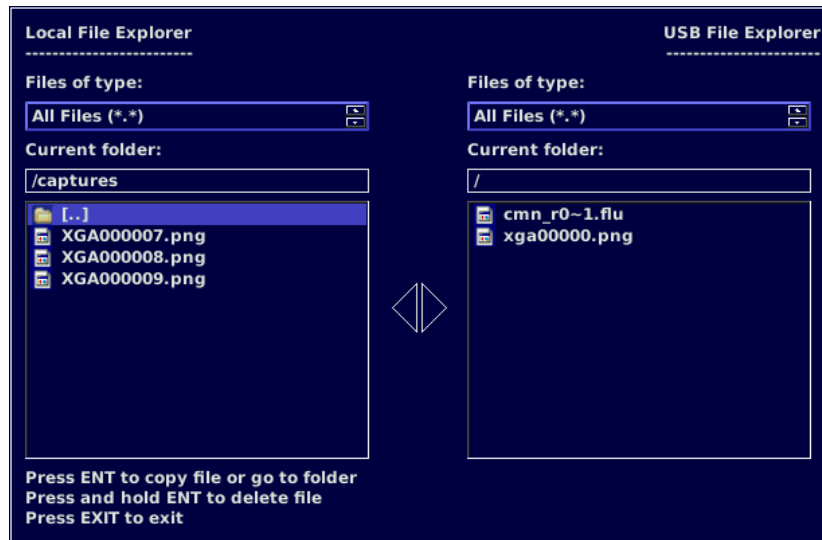 Local File Explorer
-------------------------
Files of type:
All Files (*.*)
Current folder:
/captures
[..]
XGA000007.png
XGA000008.png
XGA000009.png
Press ENT to copy file or go to folder
Press and hold ENT to delete file
Press EXIT to exit
USB File Explorer
-----------------------
Files of type:
All Files (*.*)
Current folder:
/
cmn_r0~1.flu
xga00000.png